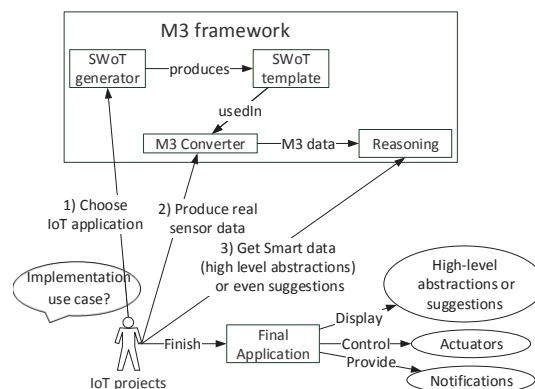 M3 framework
SWoT
generator
produces
SWoT
template
usedIn
M3 Converter
M3 data
Reasoning
1) Choose
IoT application
2) Produce real
sensor data
3) Get Smart data
(high level abstractions)
or even suggestions
Implementation
use case?
High-level
abstractions or
suggestions
Display
Finish
Final
Application
Control
Actuators
Provide
Notifications
IoT projects